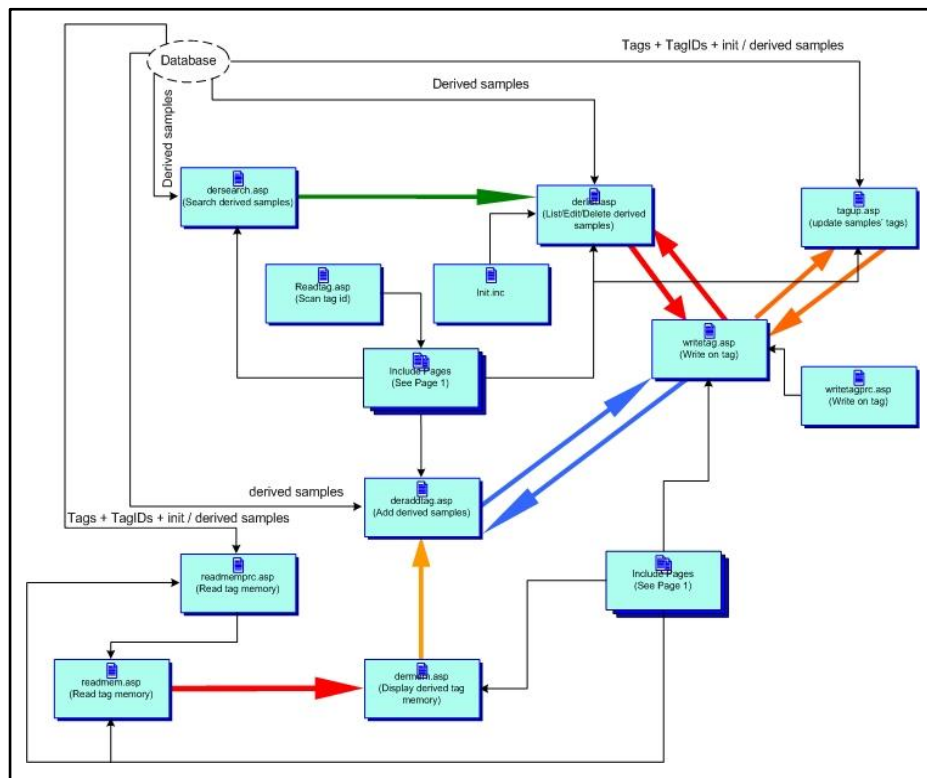 Tags + TagIDs + init / derived samples
Database
Derived samples
Derived samples
dersearch.asp
(Search derived samples)
(List/Edit/Delete derived
samples)
tagup.asp
(update samples' tags)
Readtag.asp
(Scan tag id)
Init.inc
writetag.asp
(Write on tag)
Include Pages
(See Page 1)
writetagprc.asp
(Write on tag)
derived samples
deraddtag.asp
(Add derived samples)
Tags + TagIDs + init / derived samples
readmemprc.asp
(Read tag memory)
Include Pages
(See Page 1)
readmem.asp
(Read tag memory)
dermem.asp
(Display derived tag
memory)